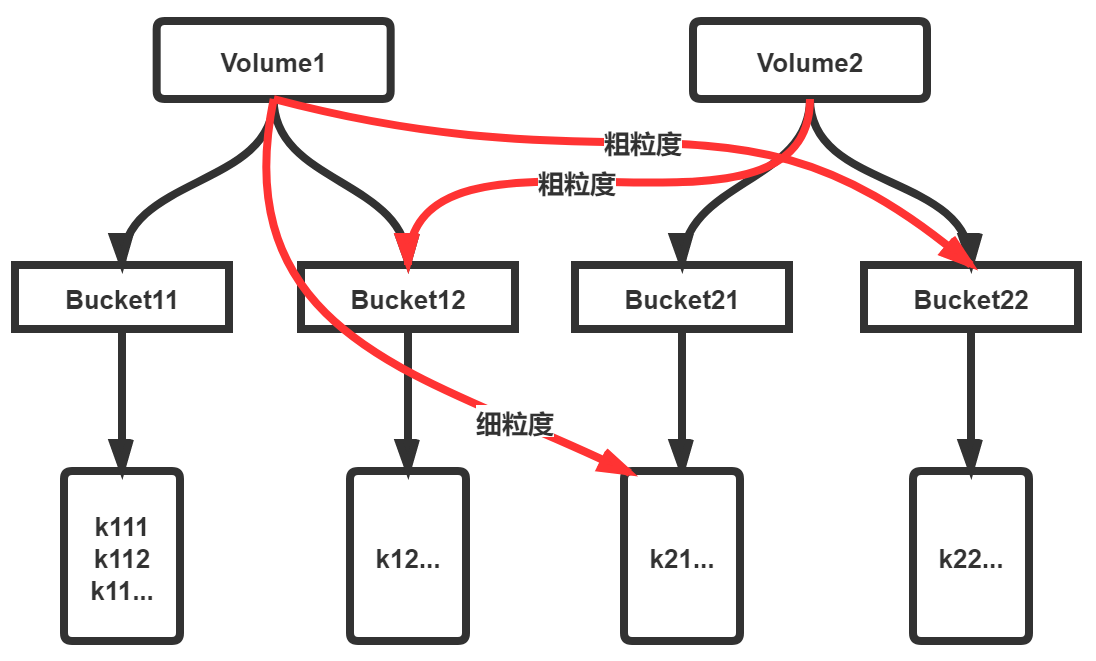 Volume1
Volume2
粗粒度
粗粒度
Bucket11
Bucket12
Bucket21
Bucket22
细粒度
k111
k112
k11...
k12...
k21...
k22...